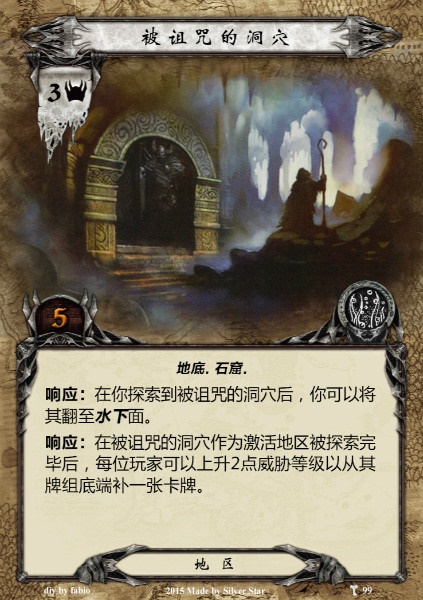 被诅咒的洞穴
3
5
地底. 石窟.
响应：在你探索到被诅咒的洞穴后，你可以将
其翻至水下面。
响应：在被诅咒的洞穴作为激活地区被探索完
毕后，每位玩家可以上升2点威胁等级以从其
牌组底端补一张卡牌。
地区
diy by fabio
2015 Made by Silver Star
99